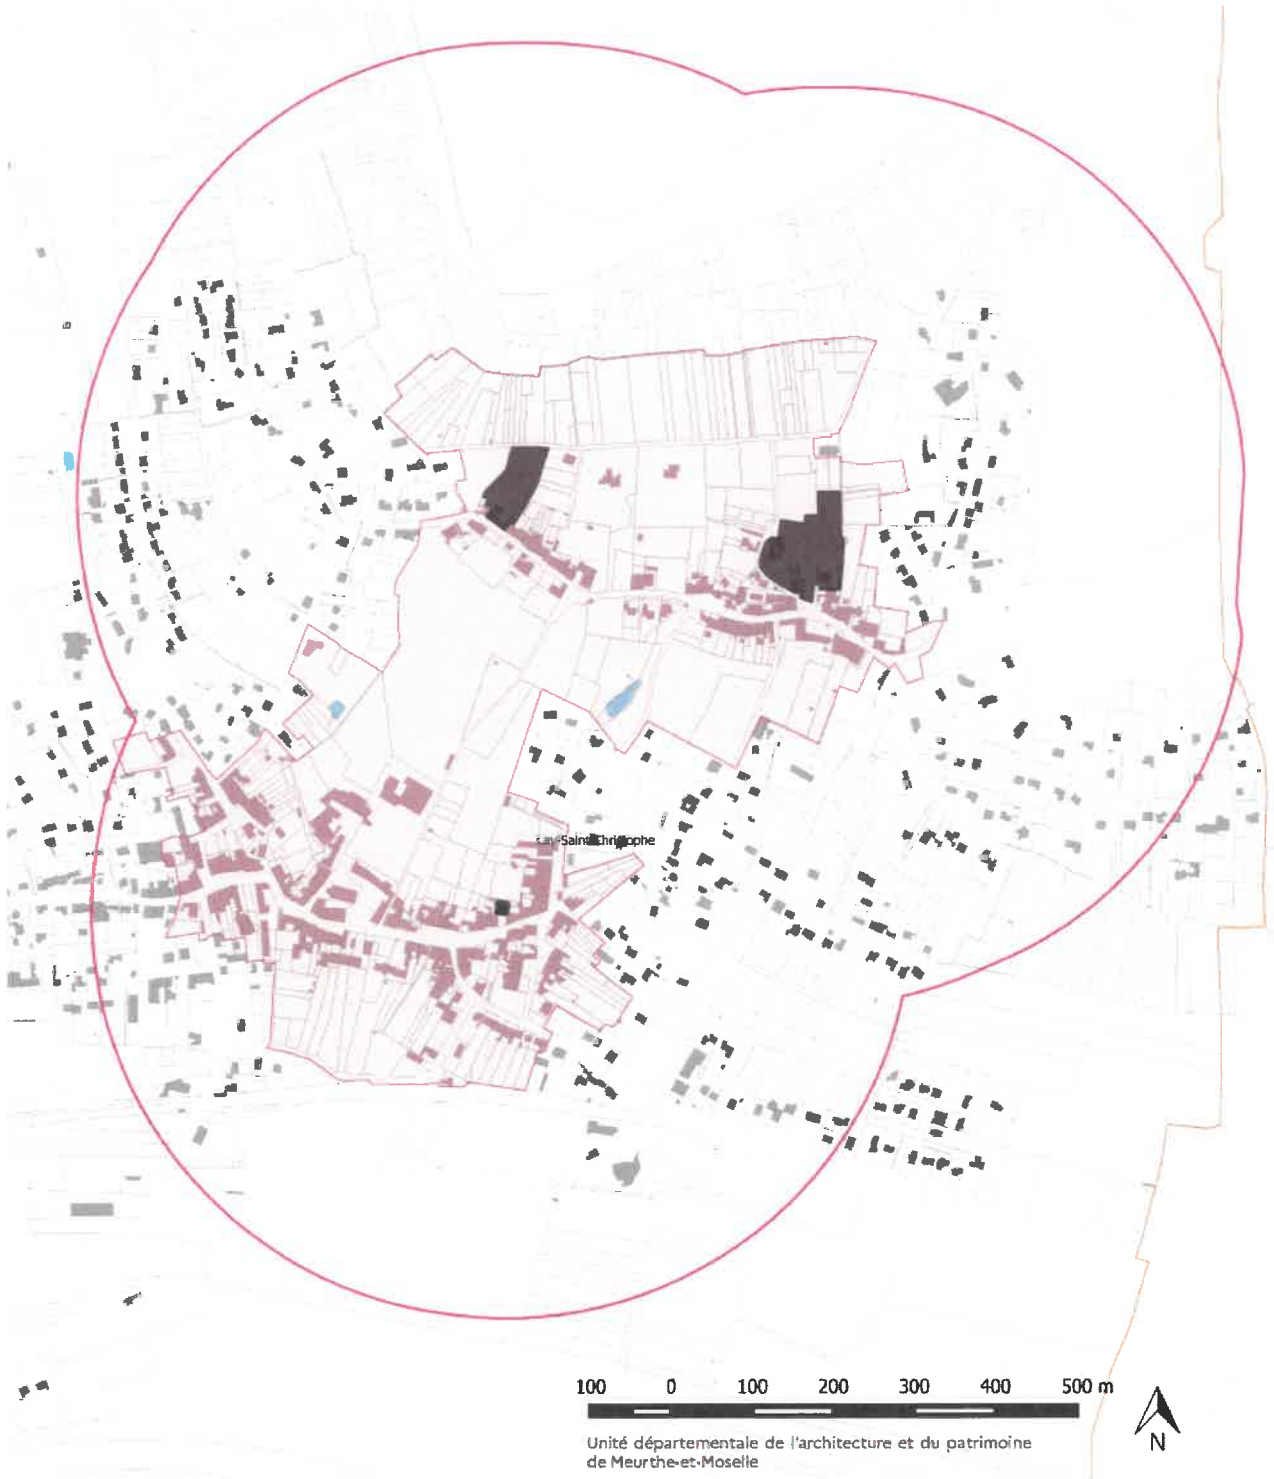 Saint-Christophe
100 0 100 200 300 400 500 m
N
Unité départementale de l'architecture et du patrimoine
de Meurthe-et-Moselle